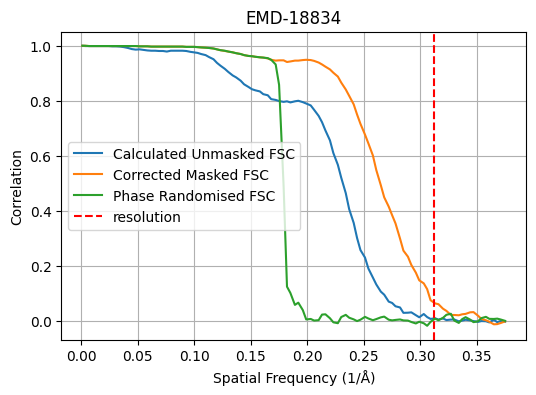 EMD-18834
1.0
0.8
0.6
0.4
0.2
0.0
Correlation
Calculated Unmasked FSC
Corrected Masked FSC
Phase Randomised FSC
resolution
0.00 0.05 0.10 0.15 0.20 0.25 0.30 0.35
Spatial Frequency (1/Å)